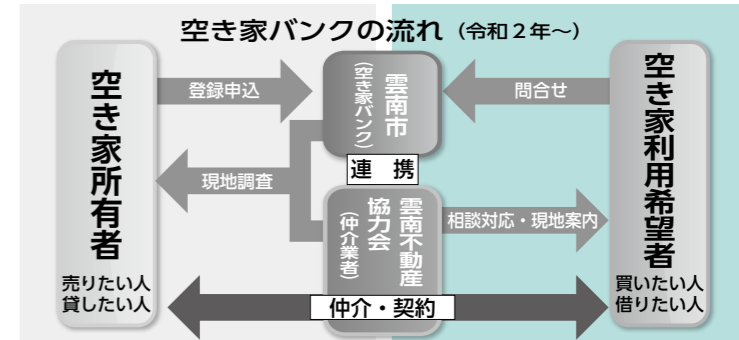 空き家バンクの流れ（令和２年～）
空き家所有者
売りたい人
貸したい人
登録申込
現地調査
雲南市
（空き家バンク）
連 携
雲南不動産
協力会
（仲介業者）
問合せ
相談対応・現地案内
仲介・契約
空き家利用希望者
買いたい人
借りたい人